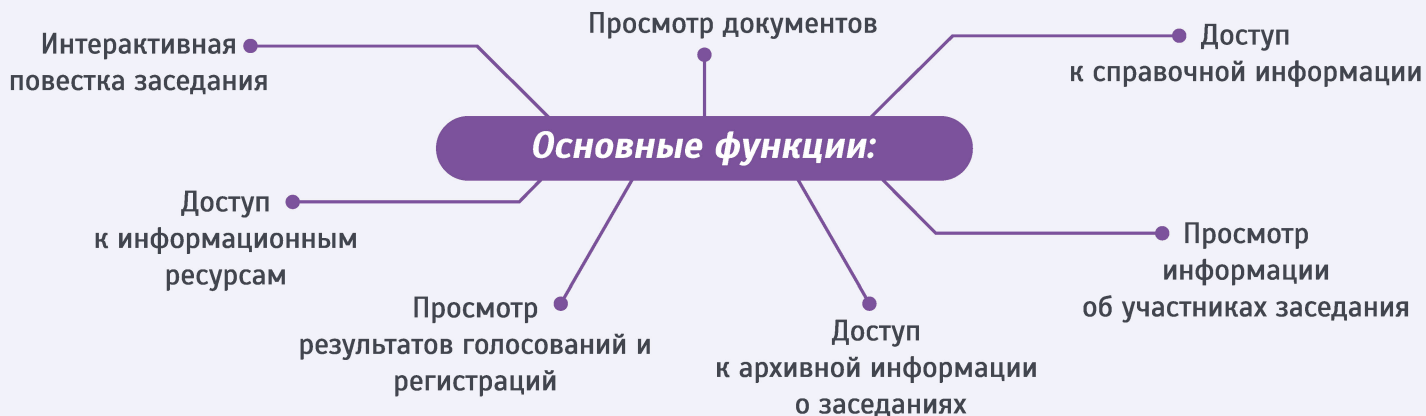 Интерактивная
повестка заседания
Просмотр документов
Доступ
к справочной информации
Основные функции:
Доступ
к информационным
ресурсам
Просмотр
результатов голосований и
регистраций
Доступ
к архивной информации
о заседаниях
Просмотр
информации
об участниках заседания